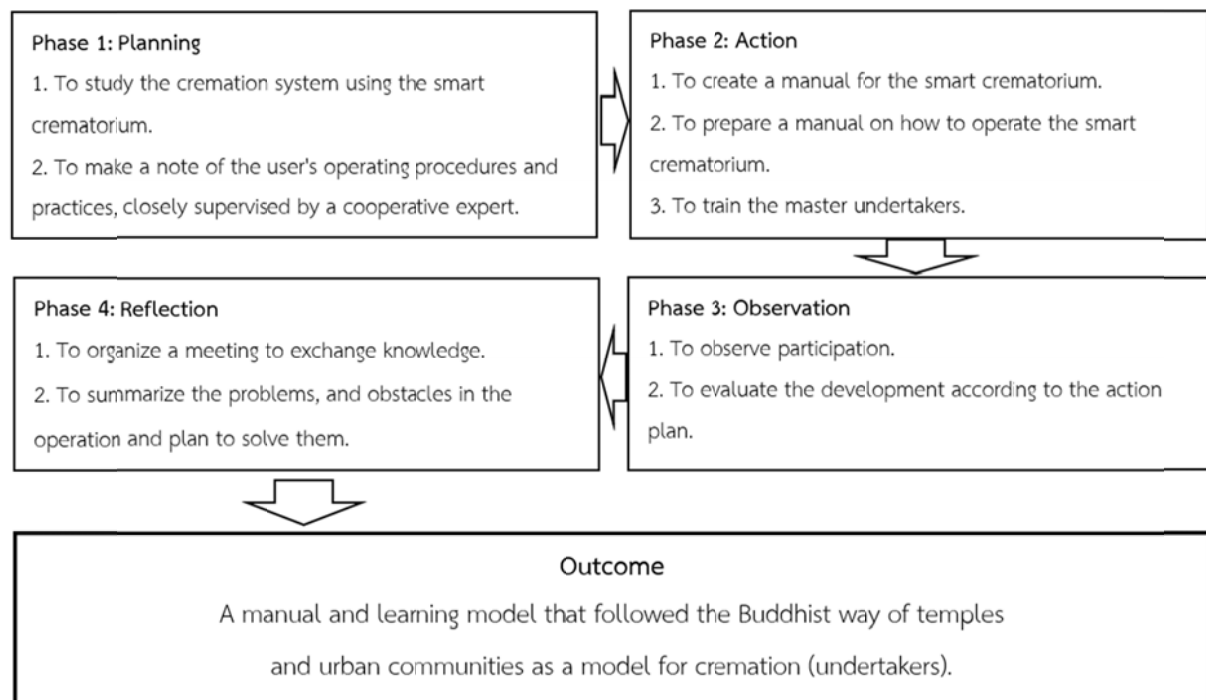 Phase 1: Planning
1. To study the cremation system using the smart
crematorium.
2. To make a note of the user's operating procedures and
practices, closely supervised by a cooperative expert.
Phase 2: Action
1. To create a manual for the smart crematorium.
2. To prepare a manual on how to operate the smart
crematorium.
3. To train the master undertakers.
Phase 3: Observation
1. To observe participation.
2. To evaluate the development according to the action
plan.
Phase 4: Reflection
1. To organize a meeting to exchange knowledge.
2. To summarize the problems, and obstacles in the
operation and plan to solve them.
Outcome
A manual and learning model that followed the Buddhist way of temples
and urban communities as a model for cremation (undertakers).